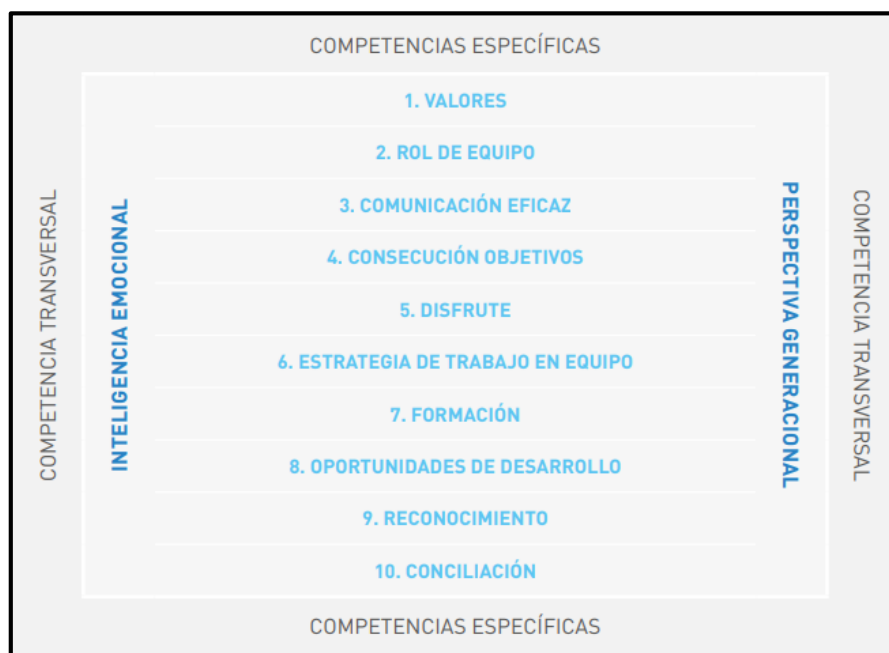 COMPETENCIAS ESPECÍFICAS
COMPETENCIA TRANSVERSAL
INTELIGENCIA EMOCIONAL
1. VALORES
2. ROL DE EQUIPO
3. COMUNICACIÓN EFICAZ
4. CONSECUCIÓN OBJETIVOS
5. DISFRUTE
6. ESTRATEGIA DE TRABAJO EN EQUIPO
7. FORMACIÓN
8. OPORTUNIDADES DE DESARROLLO
9. RECONOCIMIENTO
10. CONCILIACIÓN
PERSPECTIVA GENERACIONAL
COMPETENCIA TRANSVERSAL
COMPETENCIAS ESPECÍFICAS